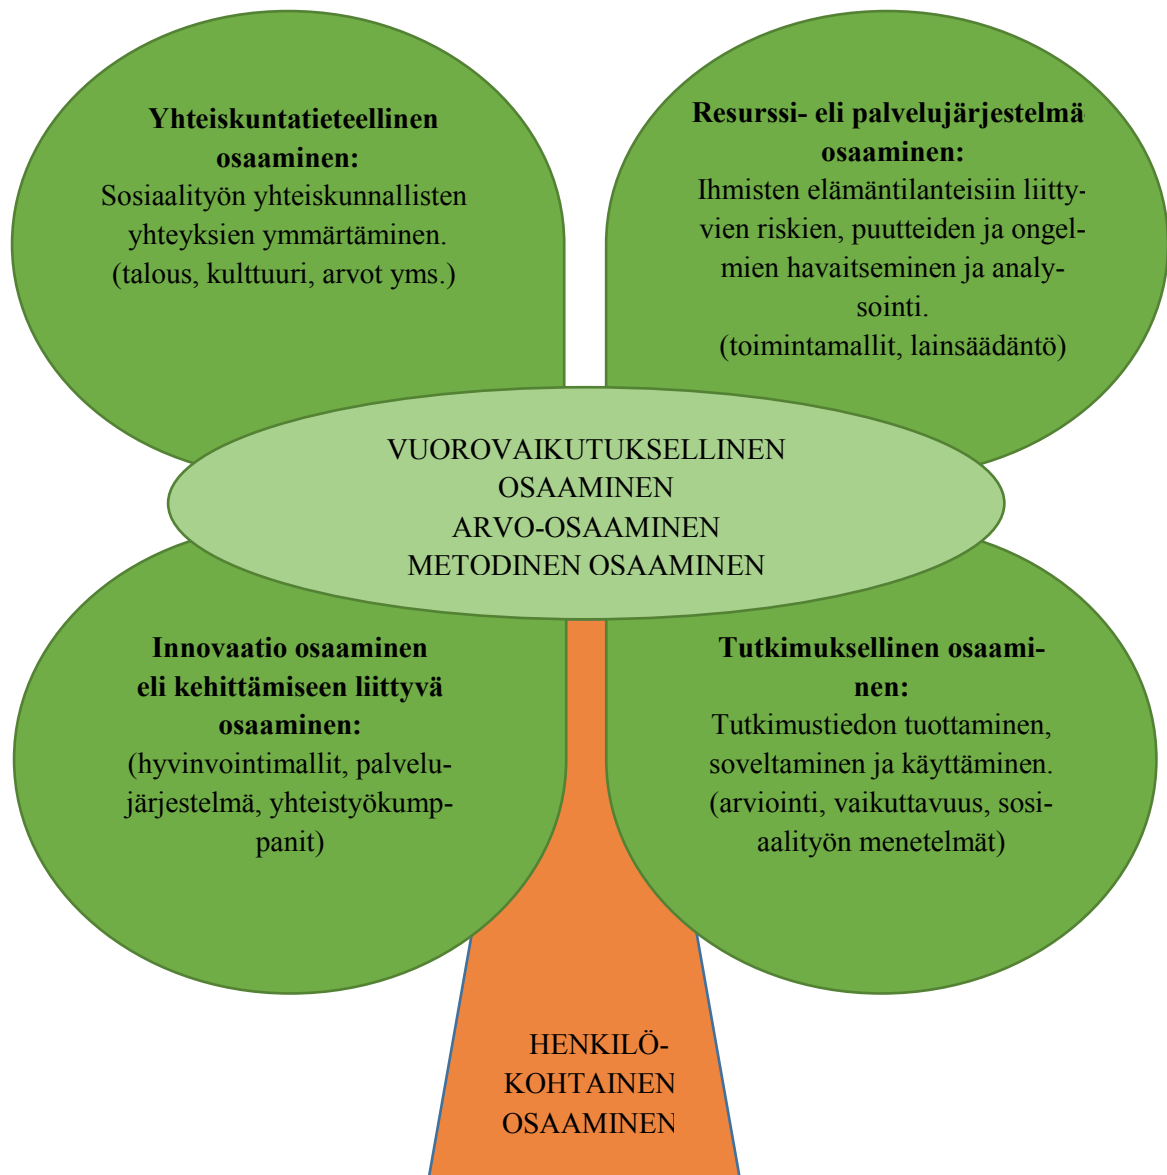 Yhteiskuntatieteellinen
osaaminen:
Sosiaalityön yhteiskunnallisten
yhteyksien ymmärtäminen.
(talous, kulttuuri, arvot yms.)
Resurssi- eli palvelujärjestelmä
osaaminen:
Ihmisten elämäntilanteisiin liitty-
vien riskien, puutteiden ja ongel-
mien havaitseminen ja analy-
sointi.
(toimintamallit, lainsäädäntö)
VUOROVAIKUTUKSELLINEN
OSAAMINEN
ARVO-OSAAMINEN
METODINEN OSAAMINEN
Innovaatio osaaminen
eli kehittämiseen liittyvä
osaaminen:
(hyvinvointimallit, palvelu-
järjestelmä, yhteistyökump-
panit)
Tutkimuksellinen osaami-
nen:
Tutkimustiedon tuottaminen,
soveltaminen ja käyttäminen.
(arviointi, vaikuttavuus, sosi-
aalityön menetelmät)
HENKILÖ-
KOHTAINEN
OSAAMINEN